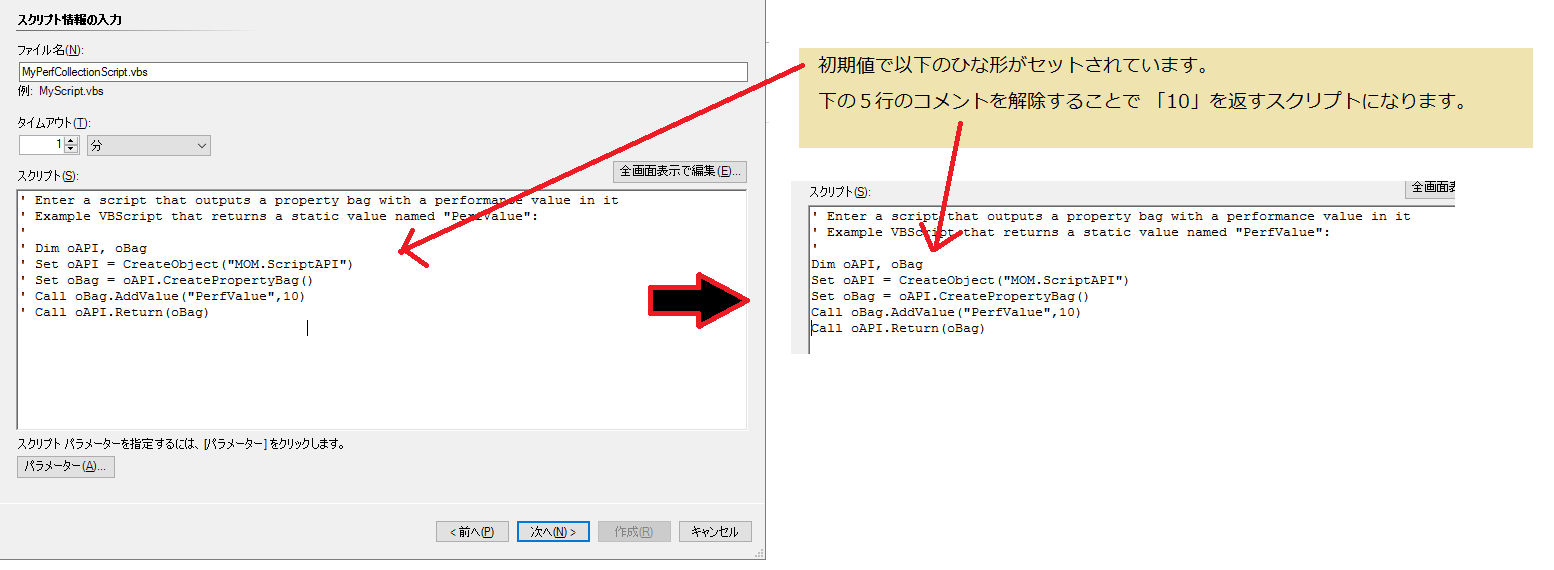 スクリプト情報の入力
ファイル名(N):
MyPerfCollectionScript.vbs
例: MyScript.vbs
タイムアウト(T):
1 分
スクリプト(S):
全画面表示で編集(E)...
' Enter a script that outputs a property bag with a performance value in it
' Example VBScript that returns a static value named "PerfValue":
'
' Dim oAPI, oBag
' Set oAPI = CreateObject("MOM.ScriptAPI")
' Set oBag = oAPI.CreatePropertyBag()
' Call oBag.AddValue("PerfValue",10)
' Call oAPI.Return(oBag)
スクリプト パラメーターを指定するには、[パラメーター] をクリックします。
パラメーター(A)...
< 前へ(P) 次へ(N) > 作成(R) キャンセル
初期値で以下のひな形がセットされています。
下の５行のコメントを解除することで 「10」を返すスクリプトになります。
スクリプト(S):
全画面表
' Enter a script that outputs a property bag with a performance value in it
' Example VBScript that returns a static value named "PerfValue":
'
Dim oAPI, oBag
Set oAPI = CreateObject("MOM.ScriptAPI")
Set oBag = oAPI.CreatePropertyBag()
Call oBag.AddValue("PerfValue",10)
Call oAPI.Return(oBag)